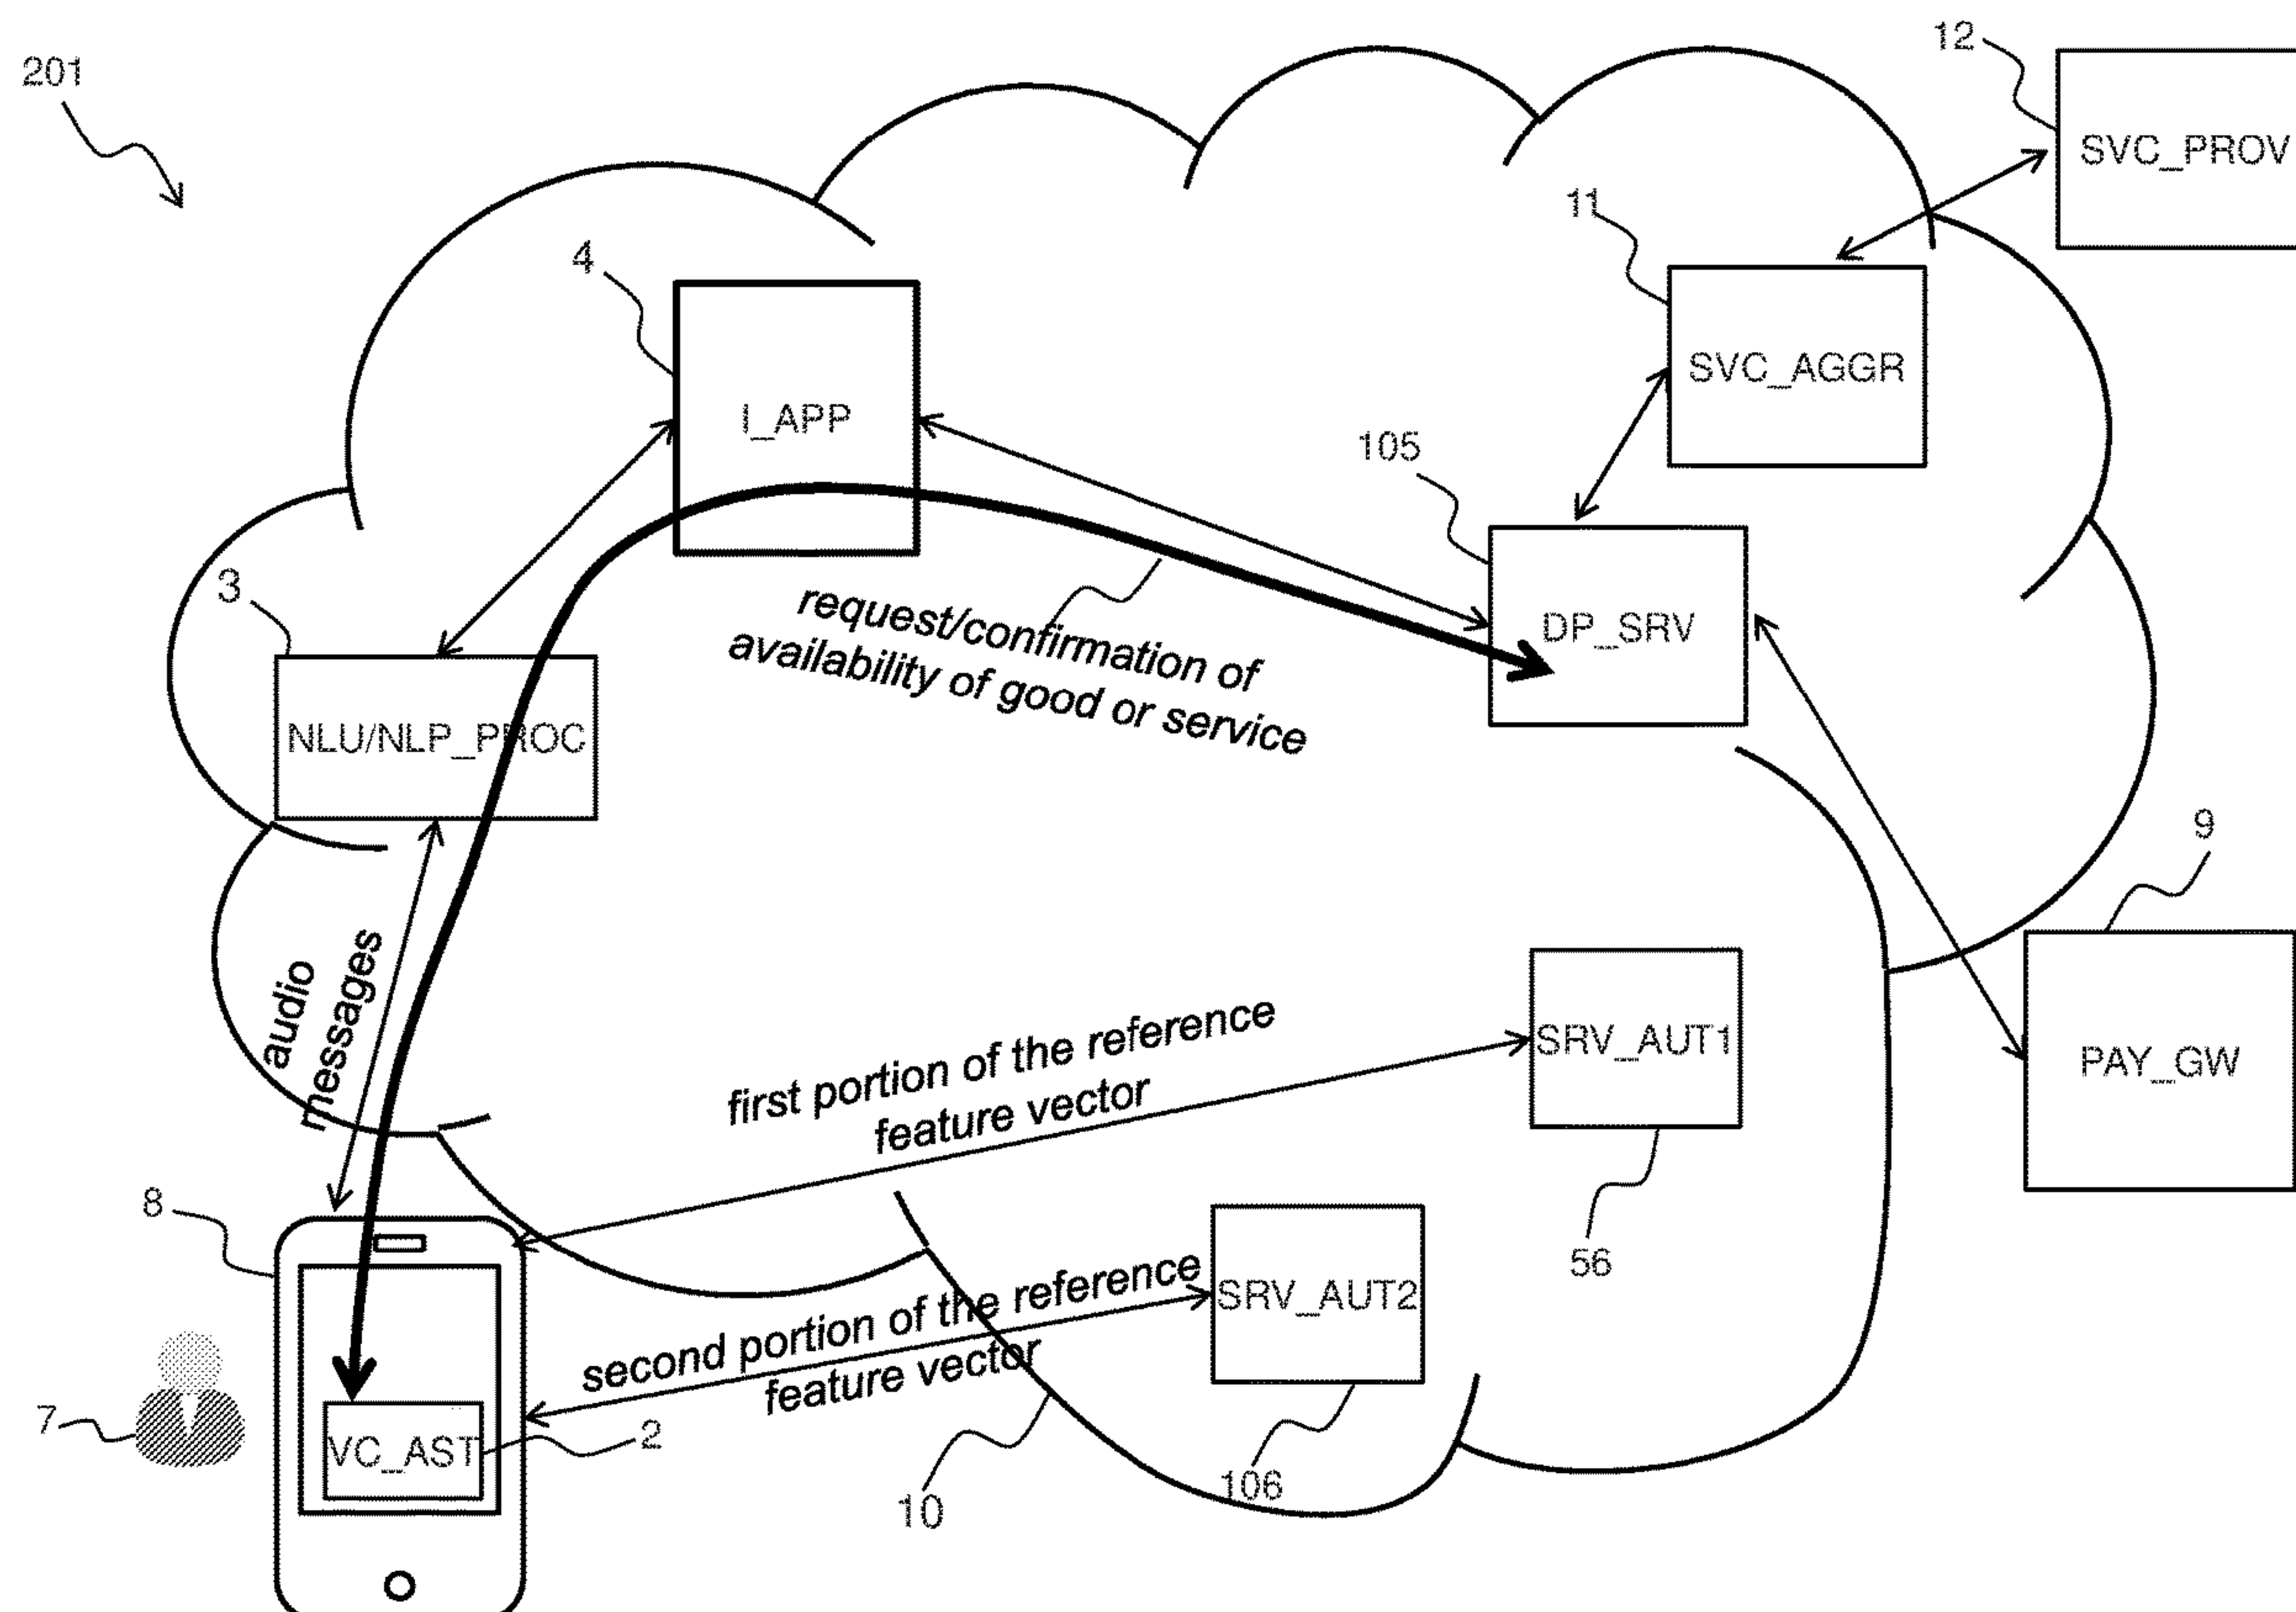 201
12
SVC_PROV
11
4
SVC_AGGR
I_APP
105
3
request/confirmation of
availability of good or service
DP_SRV
NLU/NLP_PROC
9
audio
messages
first portion of the reference
feature vector
SRV_AUT1
PAY_GW
8
56
second portion of the reference
feature vector
SRV_AUT2
7
VC_AST
2
10
106